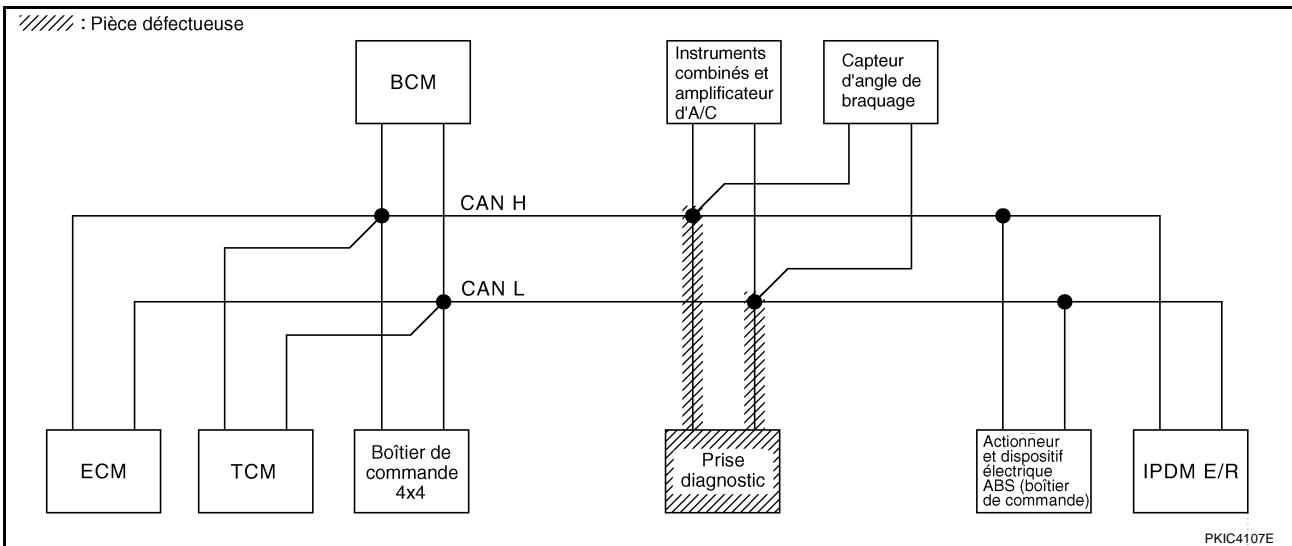 : Pièce défectueuse
BCM
Instruments
combinés et
amplificateur
d'A/C
Capteur
d'angle de
braquage
CAN H
CAN L
ECM
TCM
Boîtier de
commande
4x4
Prise
diagnostic
Actionneur
et dispositif
électrique
ABS (boîtier
de commande)
IPDM E/R
PKIC4107E